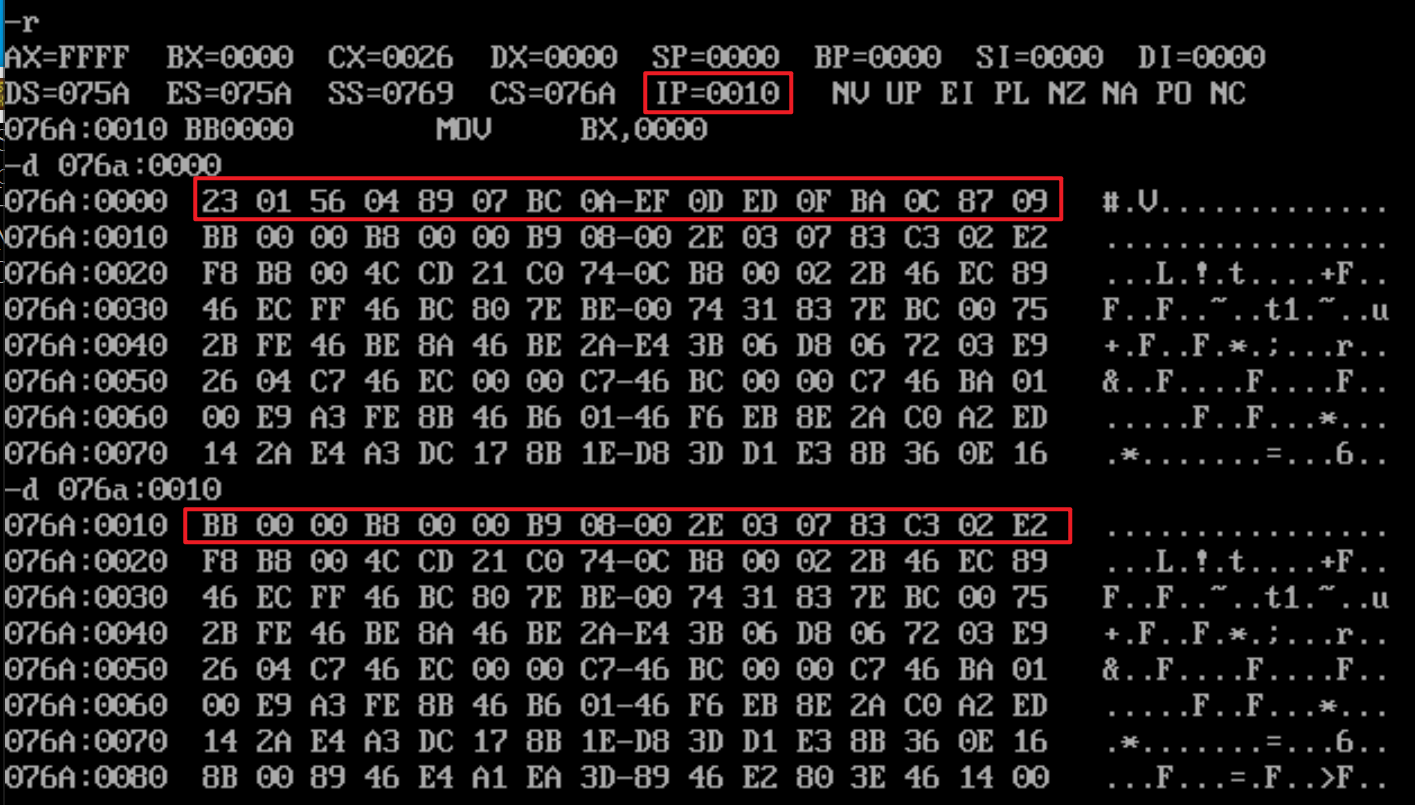 -r
AX=FFFF  BX=0000  CX=0026  DX=0000  SP=0000  BP=0000  SI=0000  DI=0000
DS=075A  ES=075A  SS=0769  CS=076A  IP=0010   NV UP EI PL NZ NA PO NC
076A:0010 BB0000        MOV     BX,0000
-d 076a:0000
076A:0000  23 01 56 04 89 07 BC 0A-EF 0D ED 0F BA 0C 87 09   #.V.............
076A:0010  BB 00 00 B8 00 00 B9 08-00 2E 03 07 83 C3 02 E2   ................
076A:0020  F8 B8 00 4C CD 21 C0 74-0C B8 00 02 2B 46 EC 89   ...L.!.t....+F..
076A:0030  46 EC FF 46 BC 80 7E BE-00 74 31 83 7E BC 00 75   F..F..~..t1.~..u
076A:0040  2B FE 46 BE 8A 46 BE 2A-E4 3B 06 D8 06 72 03 E9   +.F..F.*.;...r..
076A:0050  26 04 C7 46 EC 00 00 C7-46 BC 00 00 C7 46 BA 01   &..F....F....F..
076A:0060  00 E9 A3 FE 8B 46 B6 01-46 F6 EB 8E 2A C0 A2 ED   .....F..F...*...
076A:0070  14 2A E4 A3 DC 17 8B 1E-D8 3D D1 E3 8B 36 0E 16   .*.......=...6..
-d 076a:0010
076A:0010  BB 00 00 B8 00 00 B9 08-00 2E 03 07 83 C3 02 E2   ................
076A:0020  F8 B8 00 4C CD 21 C0 74-0C B8 00 02 2B 46 EC 89   ...L.!.t....+F..
076A:0030  46 EC FF 46 BC 80 7E BE-00 74 31 83 7E BC 00 75   F..F..~..t1.~..u
076A:0040  2B FE 46 BE 8A 46 BE 2A-E4 3B 06 D8 06 72 03 E9   +.F..F.*.;...r..
076A:0050  26 04 C7 46 EC 00 00 C7-46 BC 00 00 C7 46 BA 01   &..F....F....F..
076A:0060  00 E9 A3 FE 8B 46 B6 01-46 F6 EB 8E 2A C0 A2 ED   .....F..F...*...
076A:0070  14 2A E4 A3 DC 17 8B 1E-D8 3D D1 E3 8B 36 0E 16   .*.......=...6..
076A:0080  8B 00 89 46 E4 A1 EA 3D-89 46 E2 80 3E 46 14 00   ...F...=.F..>F..